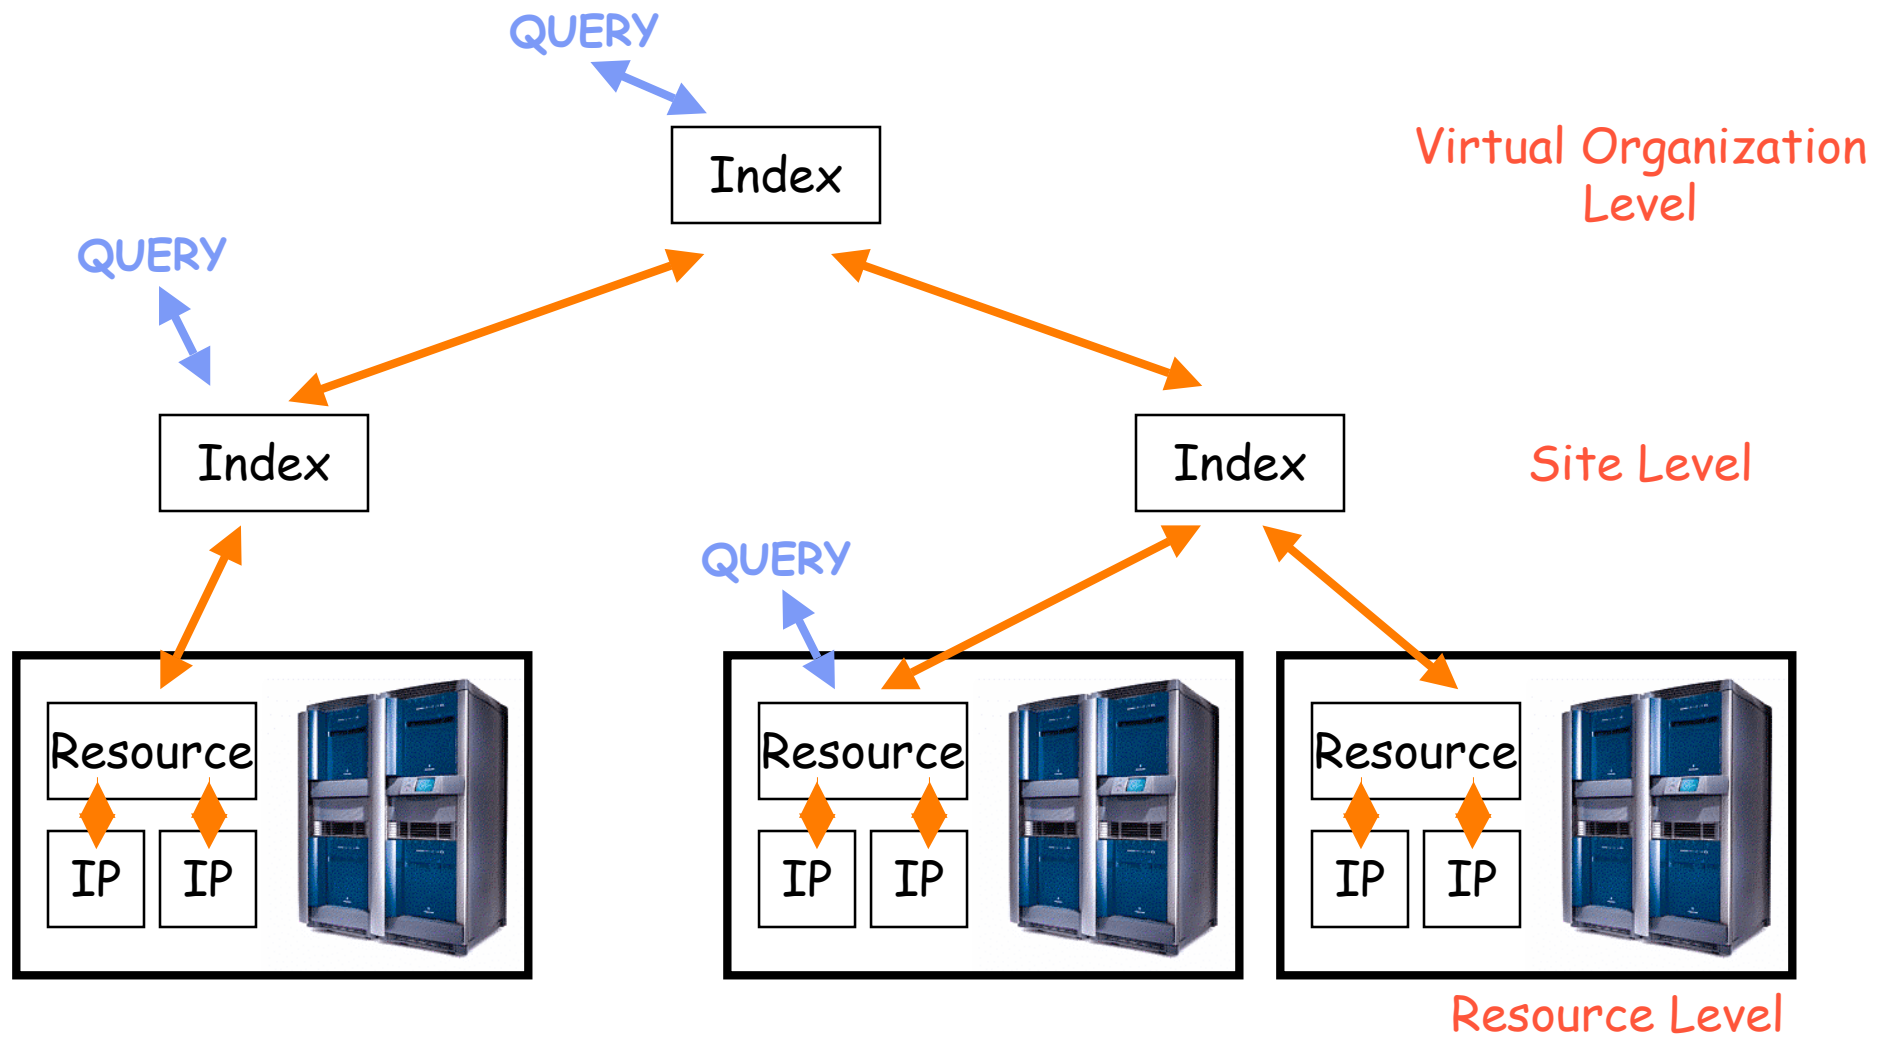 QUERY
Index
Virtual Organization
Level
QUERY
Index
Index
Site Level
QUERY
Resource
Resource
Resource
IP
IP
IP
IP
IP
IP
Resource Level